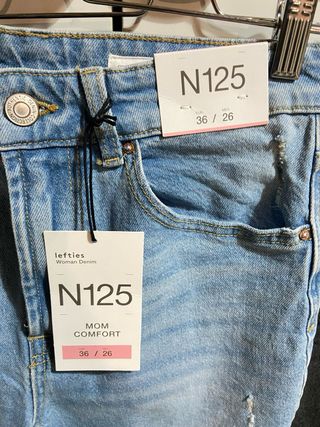 N125
36 / 26
lefties
Woman Denim
N125
MOM
COMFORT
36 / 26